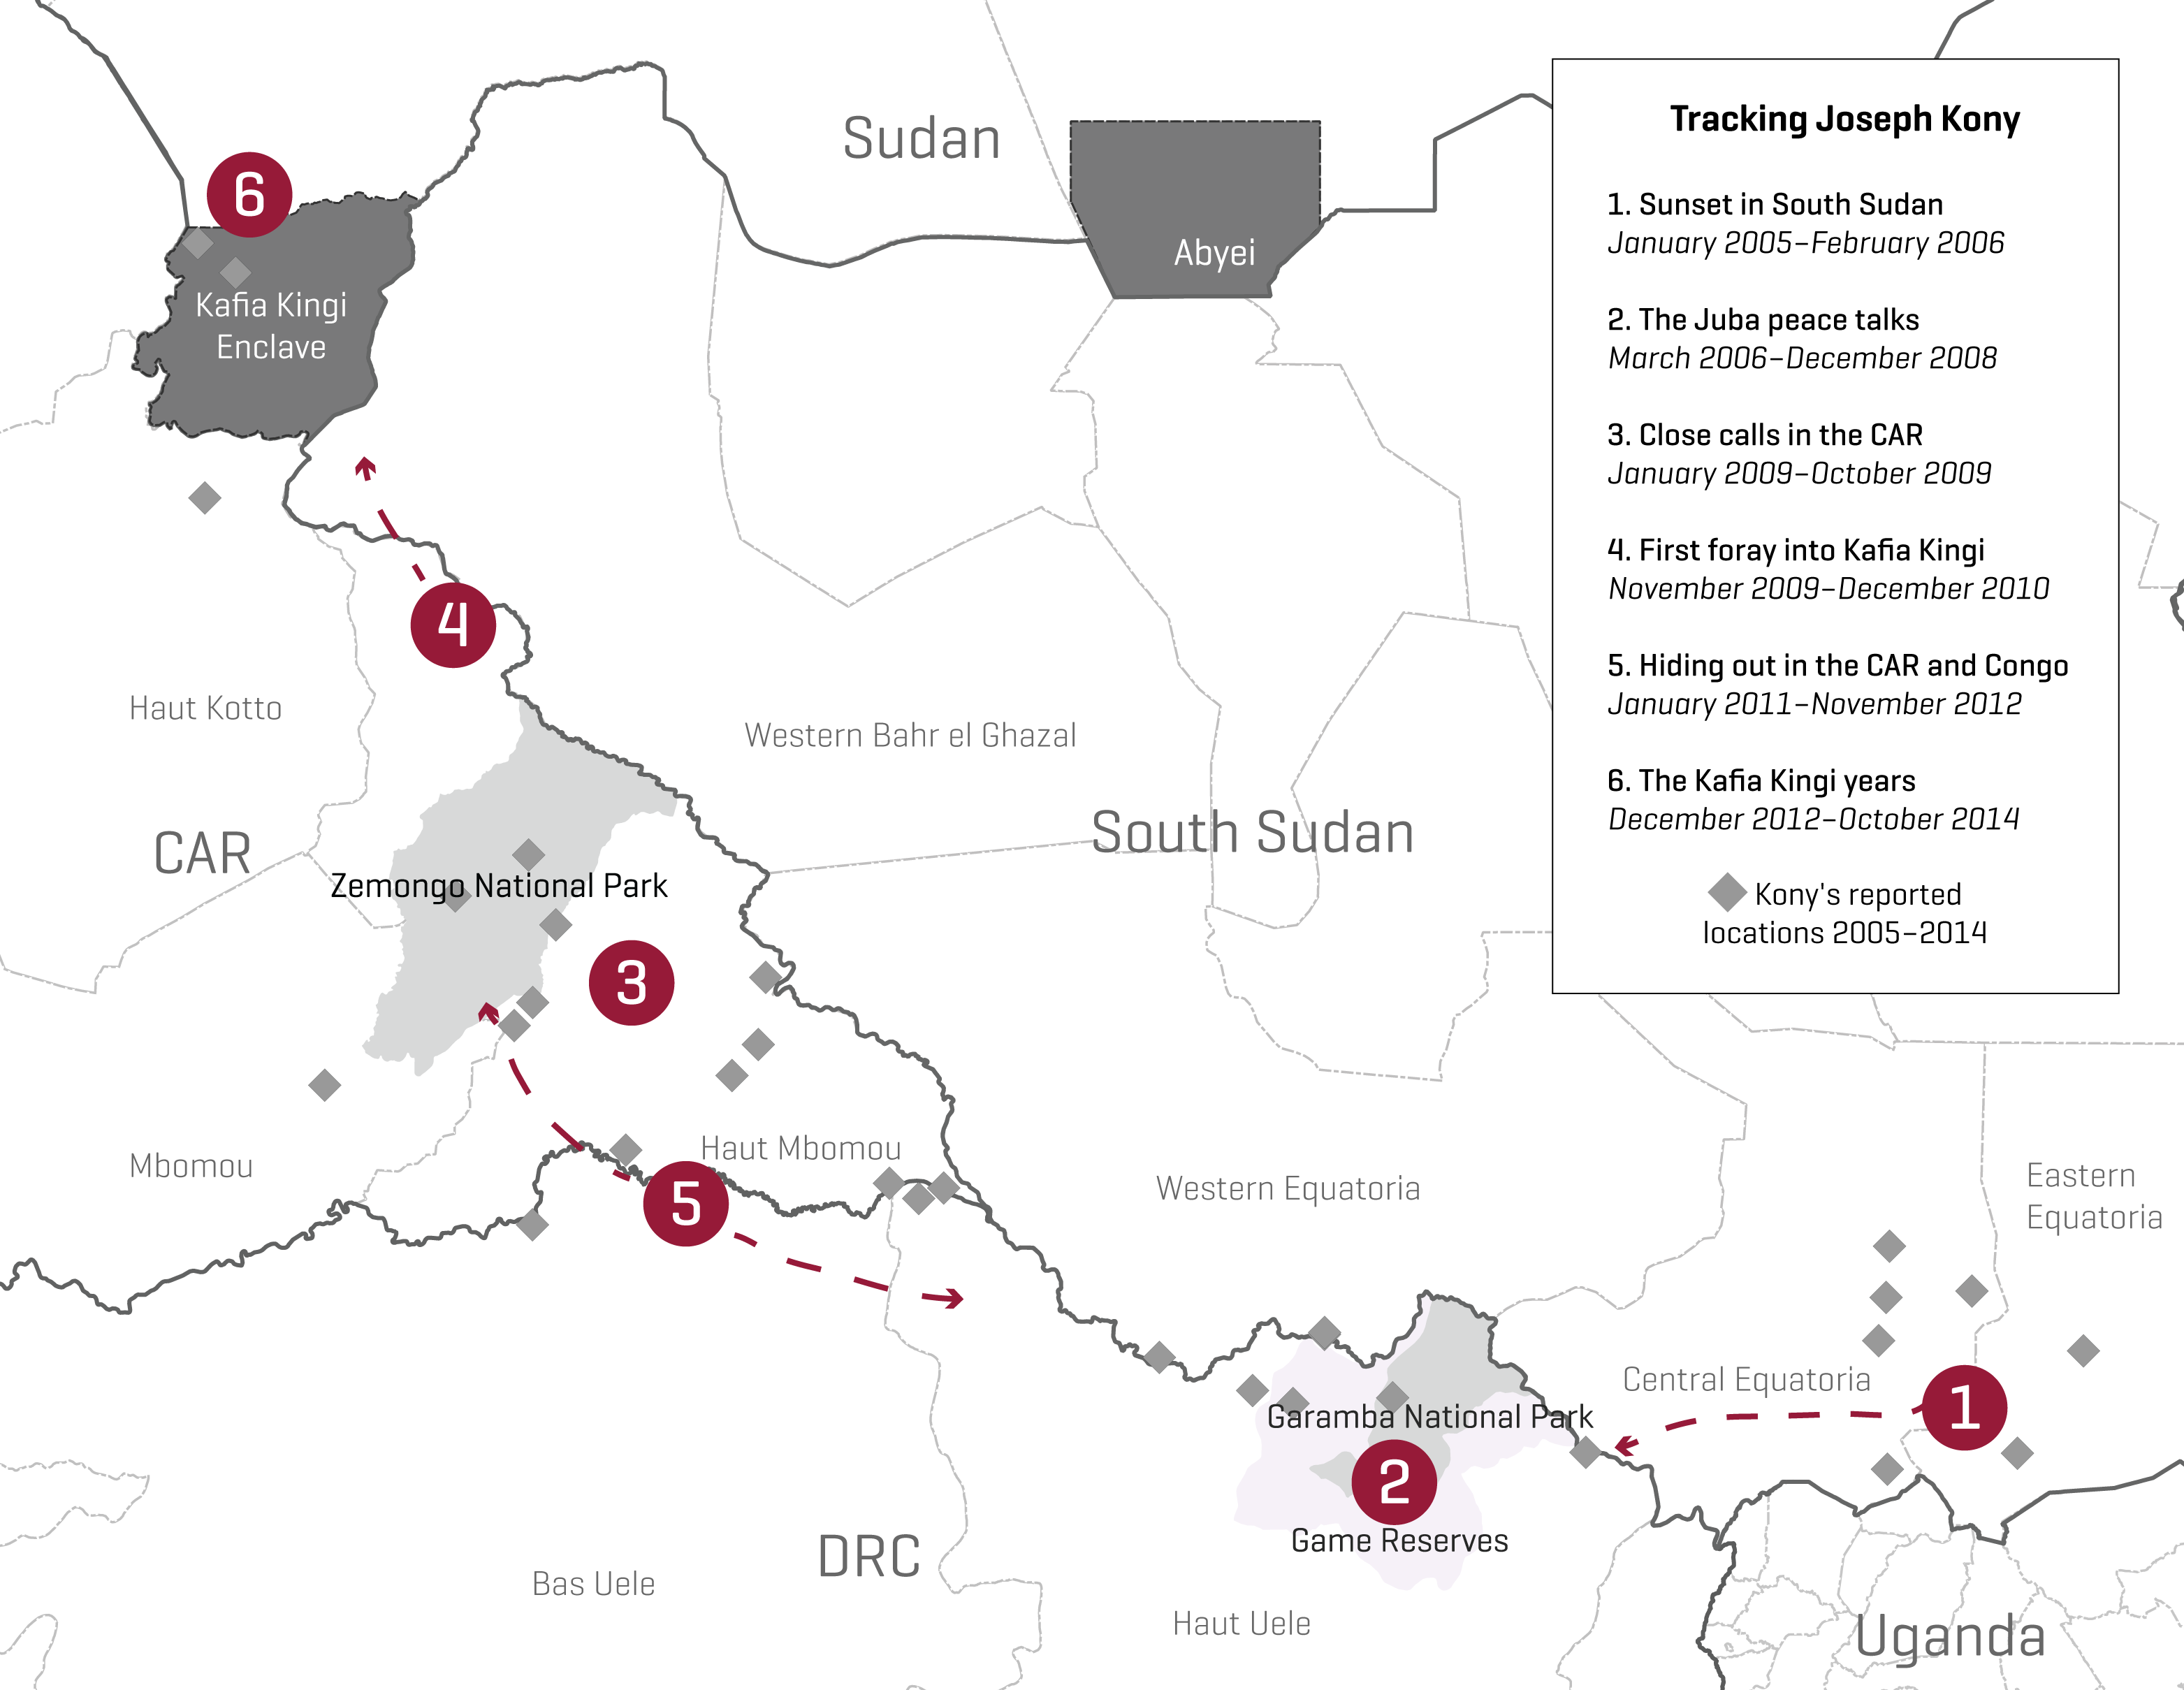 Sudan
Abyei
6
Kafia Kingi
Enclave
4
Haut Kotto
Western Bahr el Ghazal
South Sudan
CAR
Zemongo National Park
3
Haut Mbomou
Mbomou
5
Western Equatoria
Eastern
Equatoria
Central Equatoria
1
Garamba National Park
2
Game Reserves
DRC
Bas Uele
Haut Uele
Uganda
Tracking Joseph Kony
1. Sunset in South Sudan
January 2005–February 2006
2. The Juba peace talks
March 2006–December 2008
3. Close calls in the CAR
January 2009–October 2009
4. First foray into Kafia Kingi
November 2009–December 2010
5. Hiding out in the CAR and Congo
January 2011–November 2012
6. The Kafia Kingi years
December 2012–October 2014
Kony's reported
locations 2005–2014